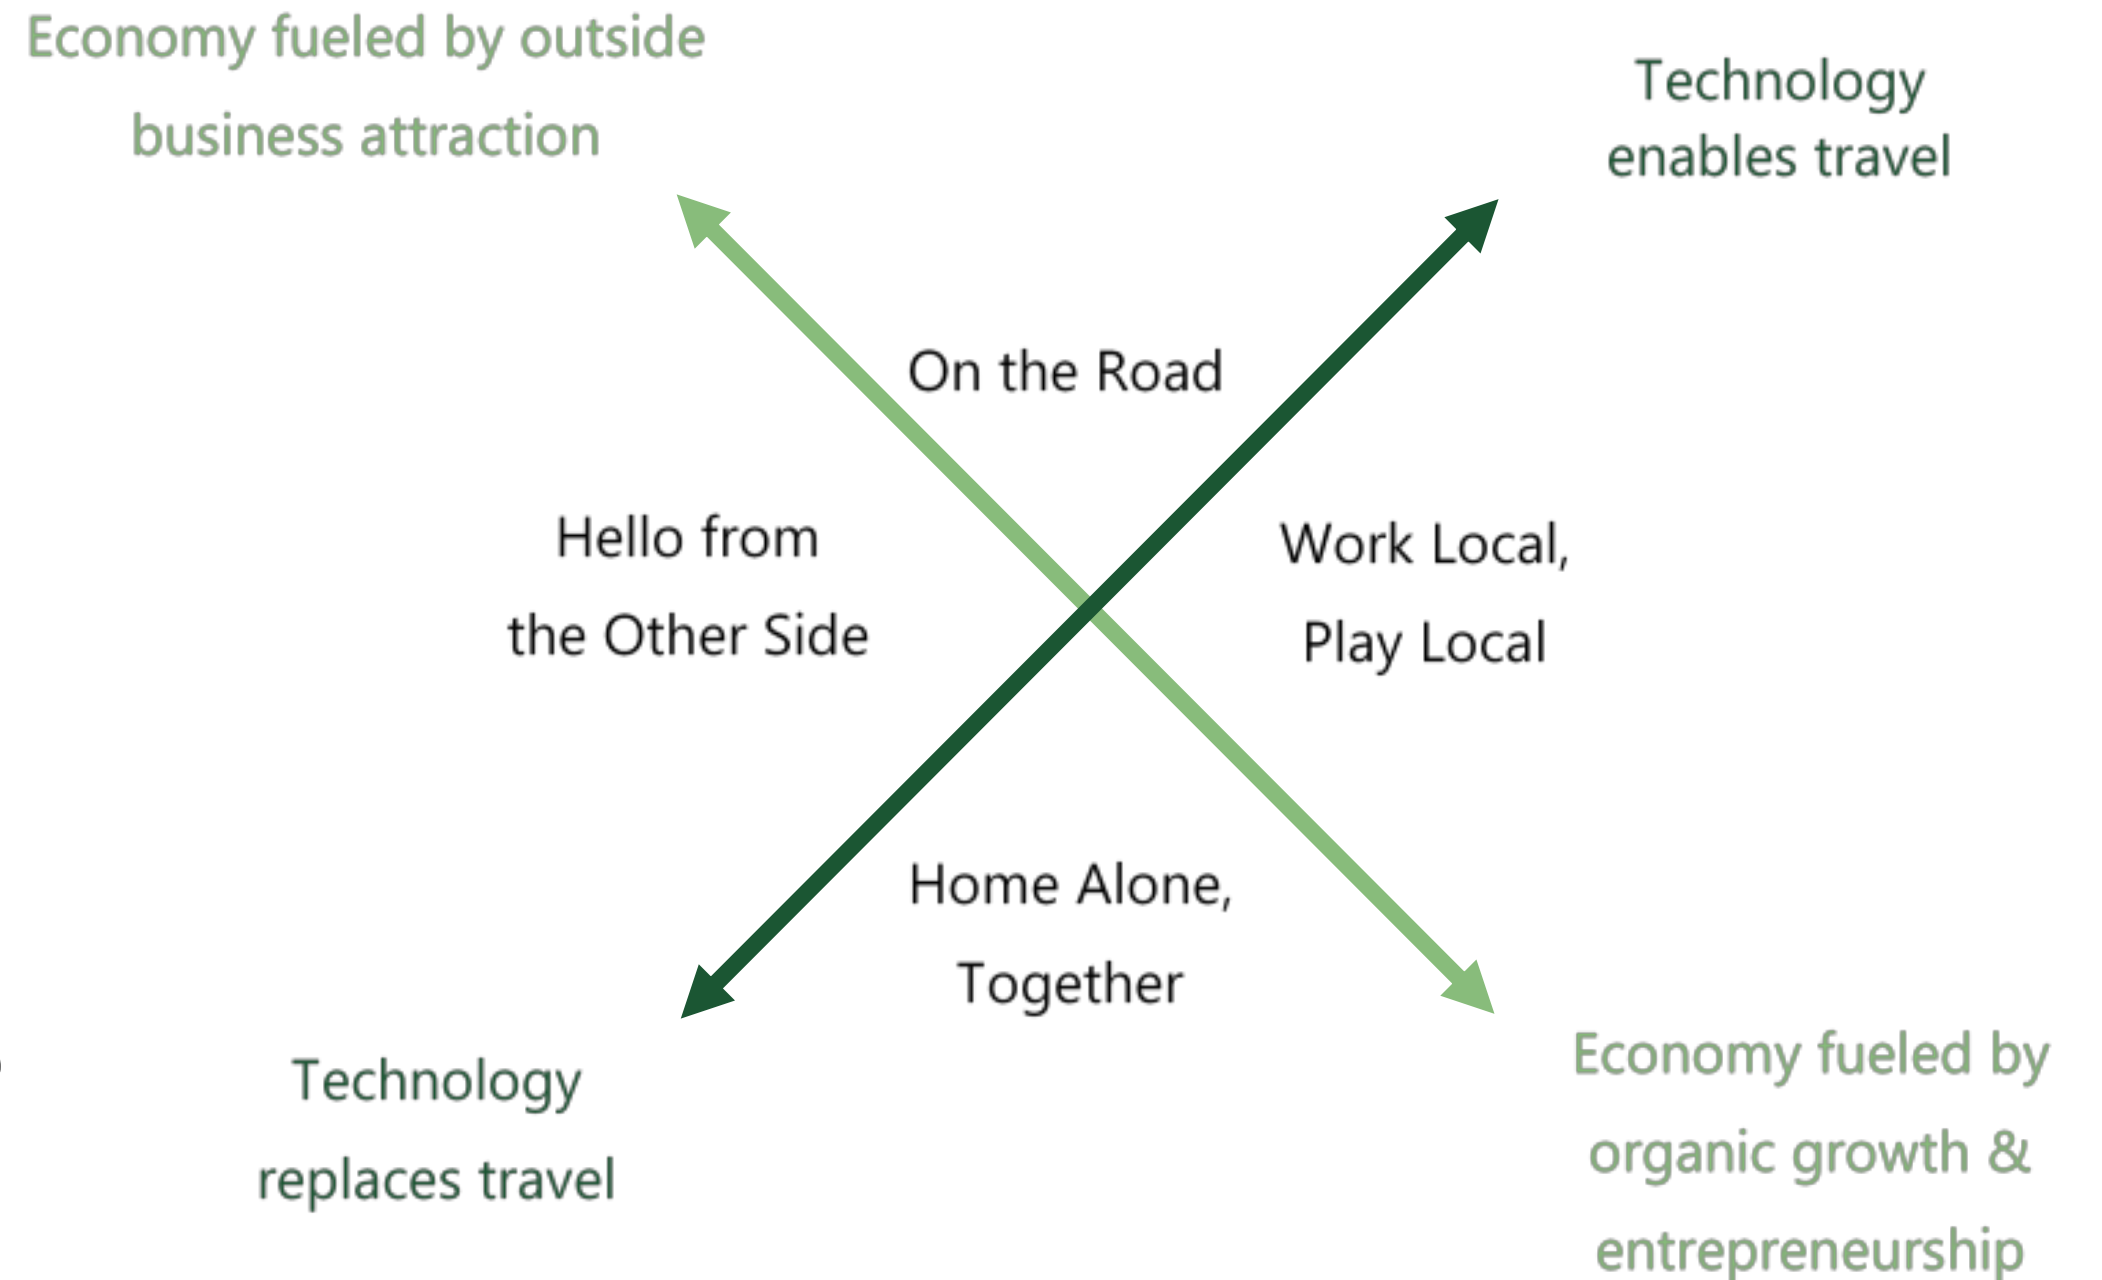 Economy fueled by outside
business attraction
Technology
enables travel
On the Road
Hello from
the Other Side
Work Local,
Play Local
Home Alone,
Together
Technology
replaces travel
Economy fueled by
organic growth &
entrepreneurship